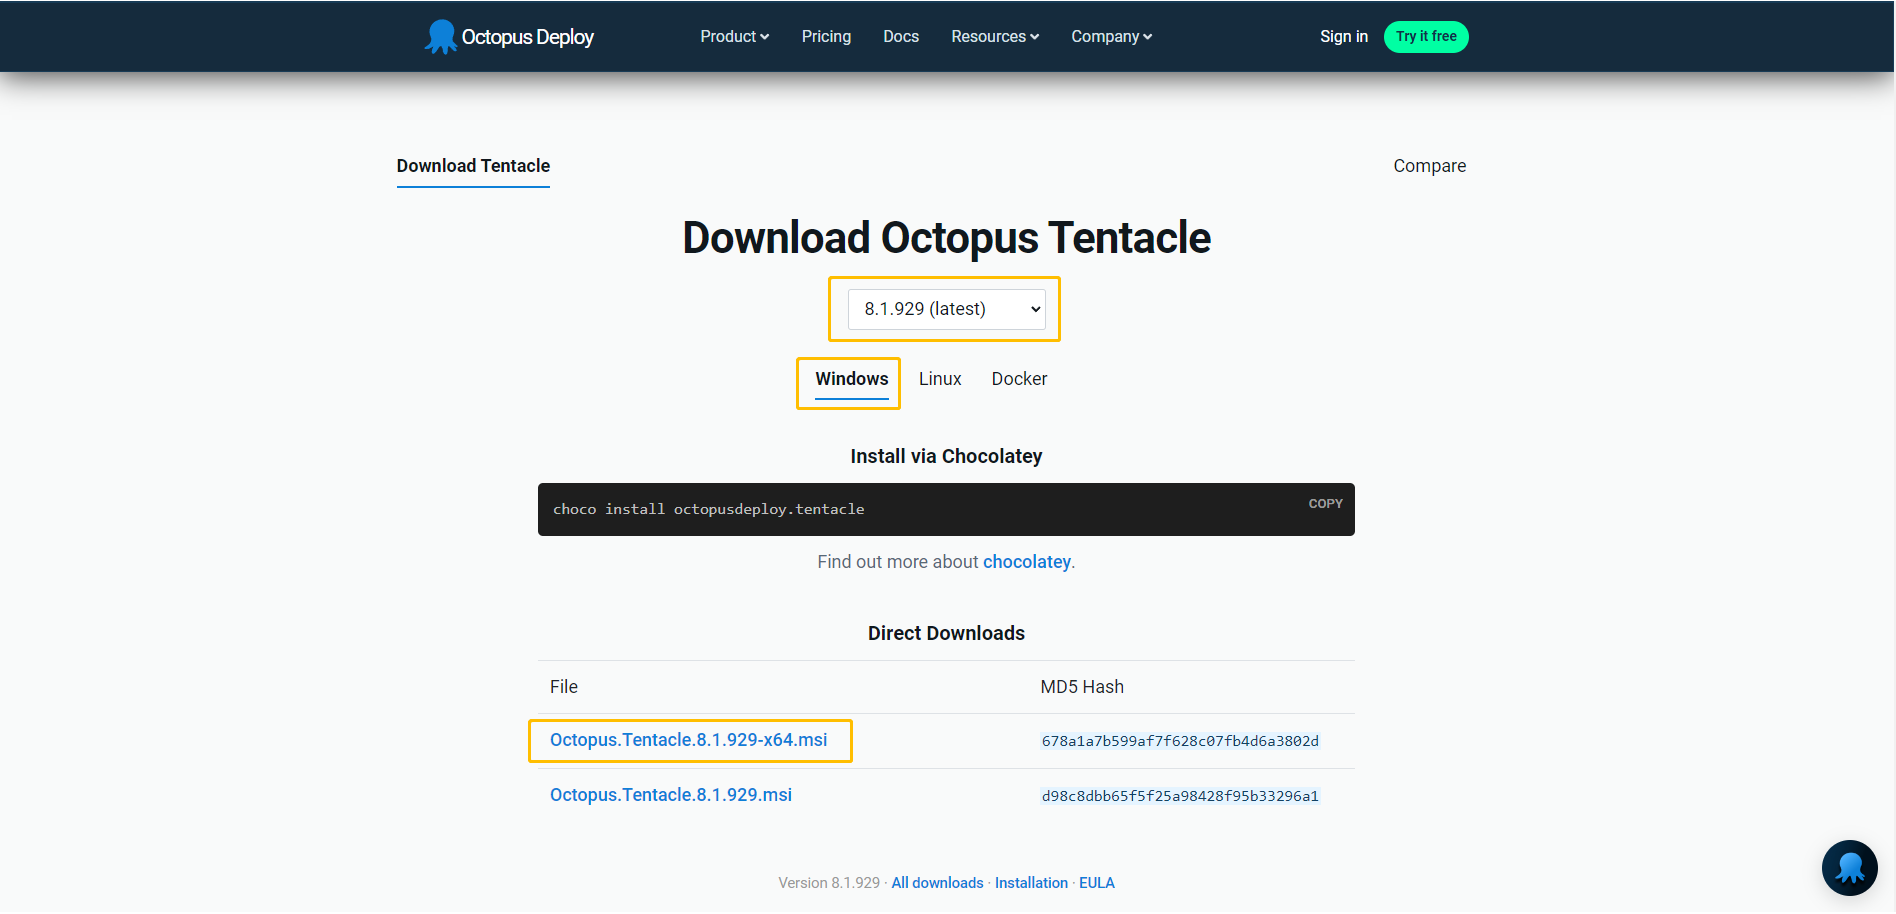 Octopus Deploy
Product
Pricing
Docs
Resources
Company
Sign in
Try it free
Download Tentacle
Compare
Download Octopus Tentacle
8.1.929 (latest)
Windows
Linux
Docker
Install via Chocolatey
choco install octopusdeploy.tentacle
COPY
Find out more about chocolatey.
Direct Downloads
File
MD5 Hash
Octopus.Tentacle.8.1.929-x64.msi
678a1a7b599af7f628c07fb4d6a3802d
Octopus.Tentacle.8.1.929.msi
d98c8dbb65f5f25a98428f95b33296a1
Version 8.1.929 · All downloads · Installation · EULA